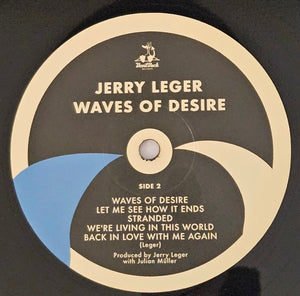 JERRY LEGER
WAVES OF DESIRE
SIDE 2
WAVES OF DESIRE
LET ME SEE HOW IT ENDS
STRANDED
WE'RE LIVING IN THIS WORLD
BACK IN LOVE WITH ME AGAIN
(Leger)
Produced by Jerry Leger
with Julian Müller